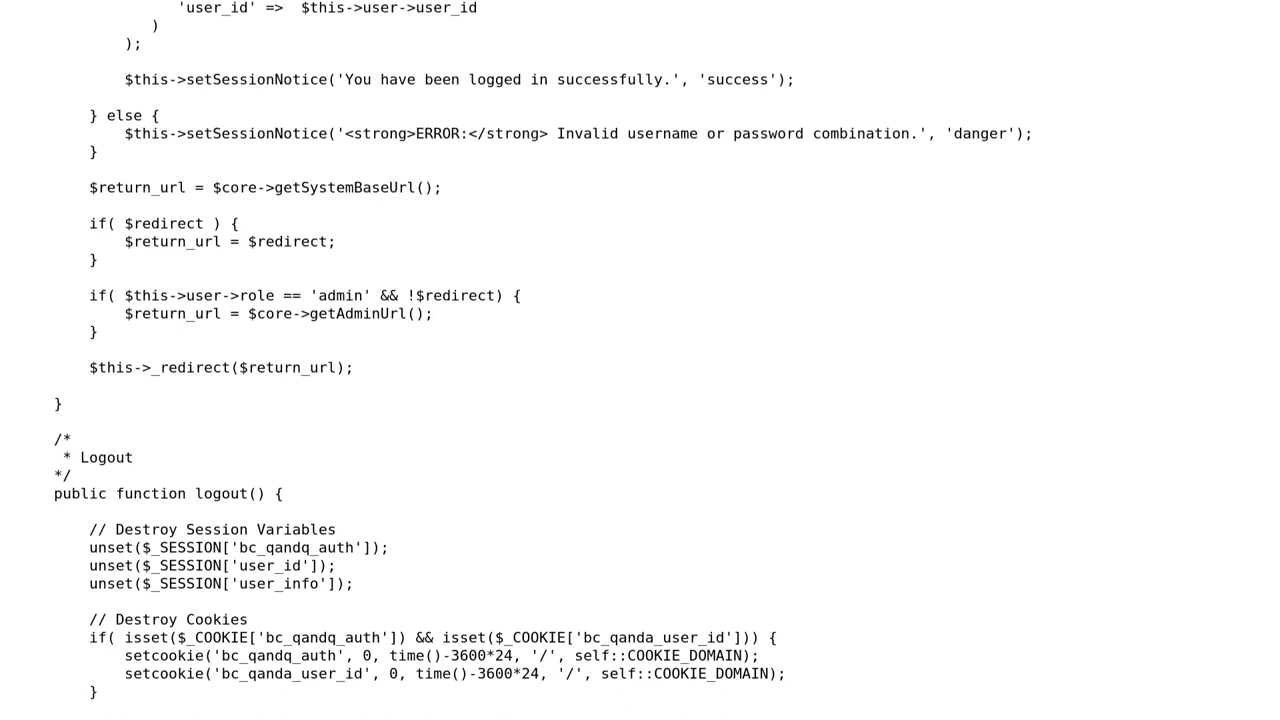 'user_id' =>  $this->user->user_id
)
);
$this->setSessionNotice('You have been logged in successfully.', 'success');
} else {
$this->setSessionNotice('<strong>ERROR:</strong> Invalid username or password combination.', 'danger');
}
$return_url = $core->getSystemBaseUrl();
if( $redirect ) {
$return_url = $redirect;
}
if( $this->user->role == 'admin' && !$redirect) {
$return_url = $core->getAdminUrl();
}
$this->_redirect($return_url);
}
/*
* Logout
*/
public function logout() {
// Destroy Session Variables
unset($_SESSION['bc_qandq_auth']);
unset($_SESSION['user_id']);
unset($_SESSION['user_info']);
// Destroy Cookies
if( isset($_COOKIE['bc_qandq_auth']) && isset($_COOKIE['bc_qanda_user_id'])) {
setcookie('bc_qandq_auth', 0, time()-3600*24, '/', self::COOKIE_DOMAIN);
setcookie('bc_qanda_user_id', 0, time()-3600*24, '/', self::COOKIE_DOMAIN);
}